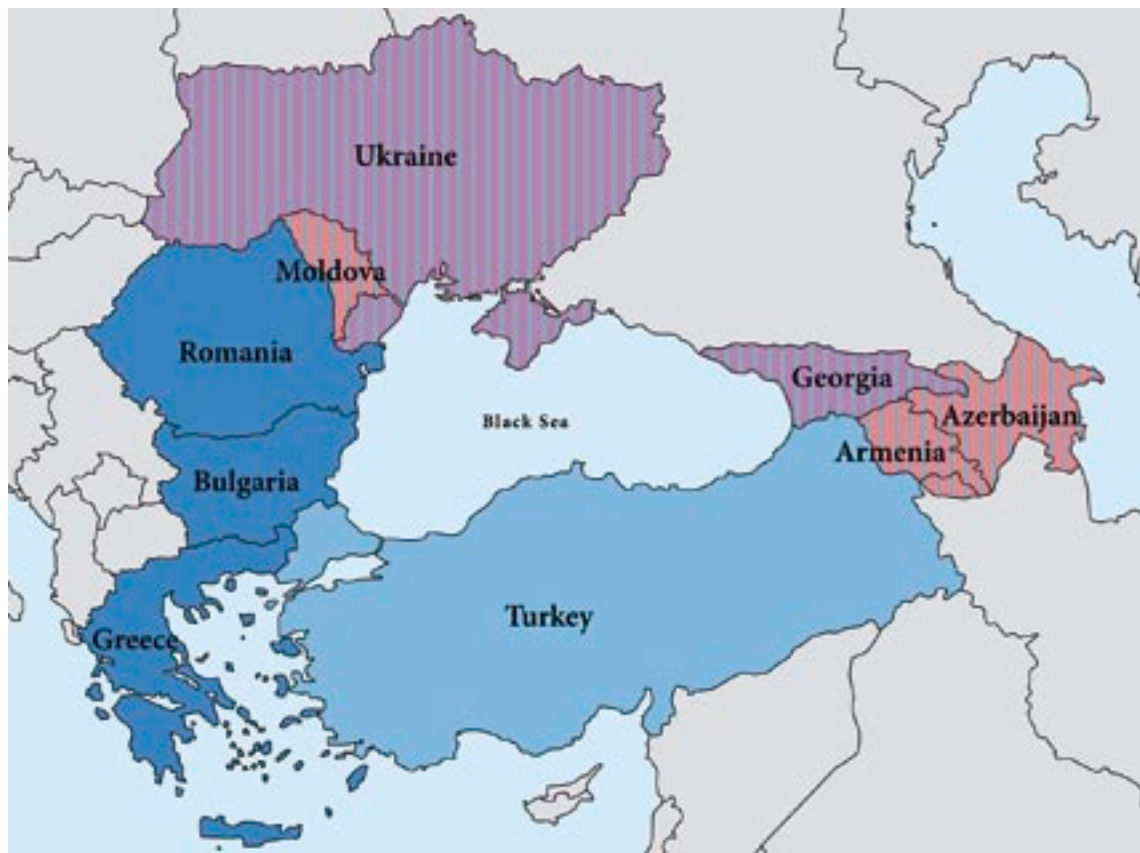 Ukraine
Moldova
Romania
Georgia
Azerbaijan
Black Sea
Armenia
Bulgaria
Turkey
Greece